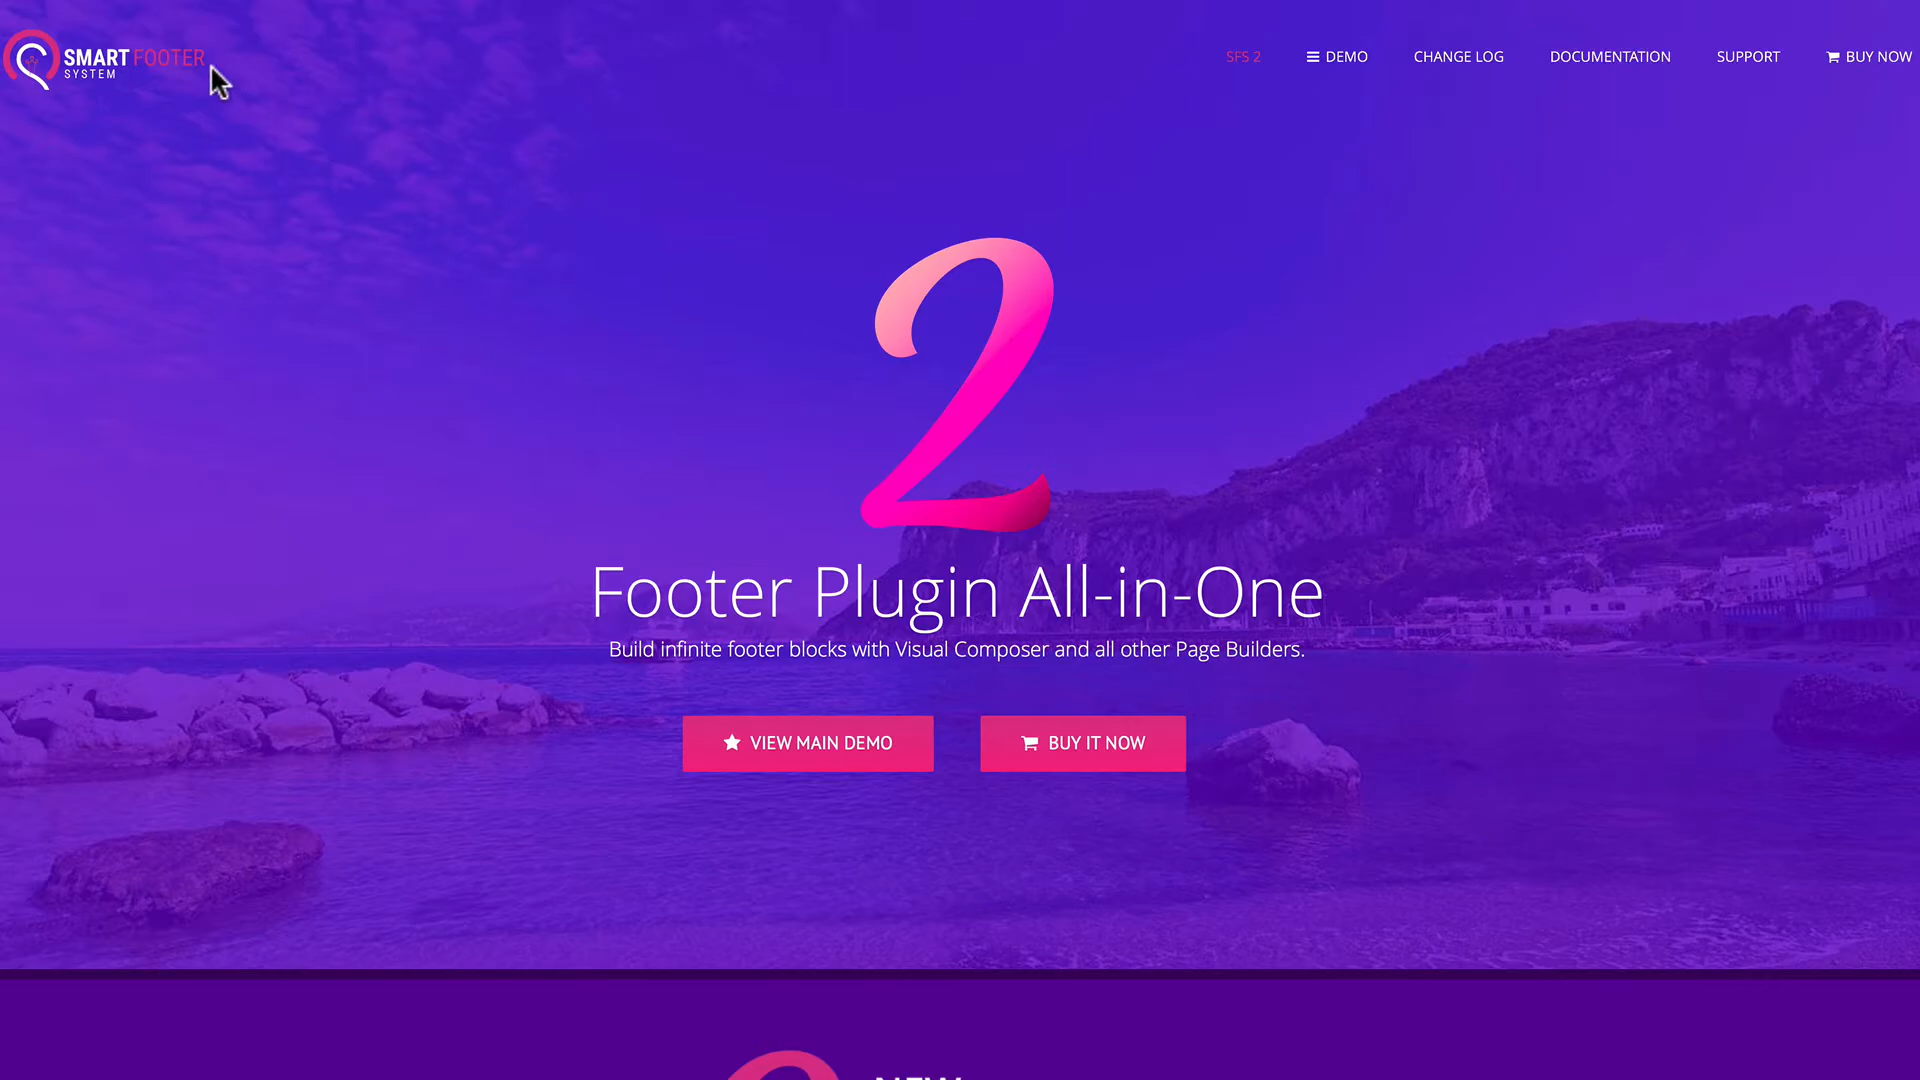 SMART FOOTER
SYSTEM
SFS 2
DEMO
CHANGE LOG
DOCUMENTATION
SUPPORT
BUY NOW
2
Footer Plugin All-in-One
Build infinite footer blocks with Visual Composer and all other Page Builders.
VIEW MAIN DEMO
BUY IT NOW